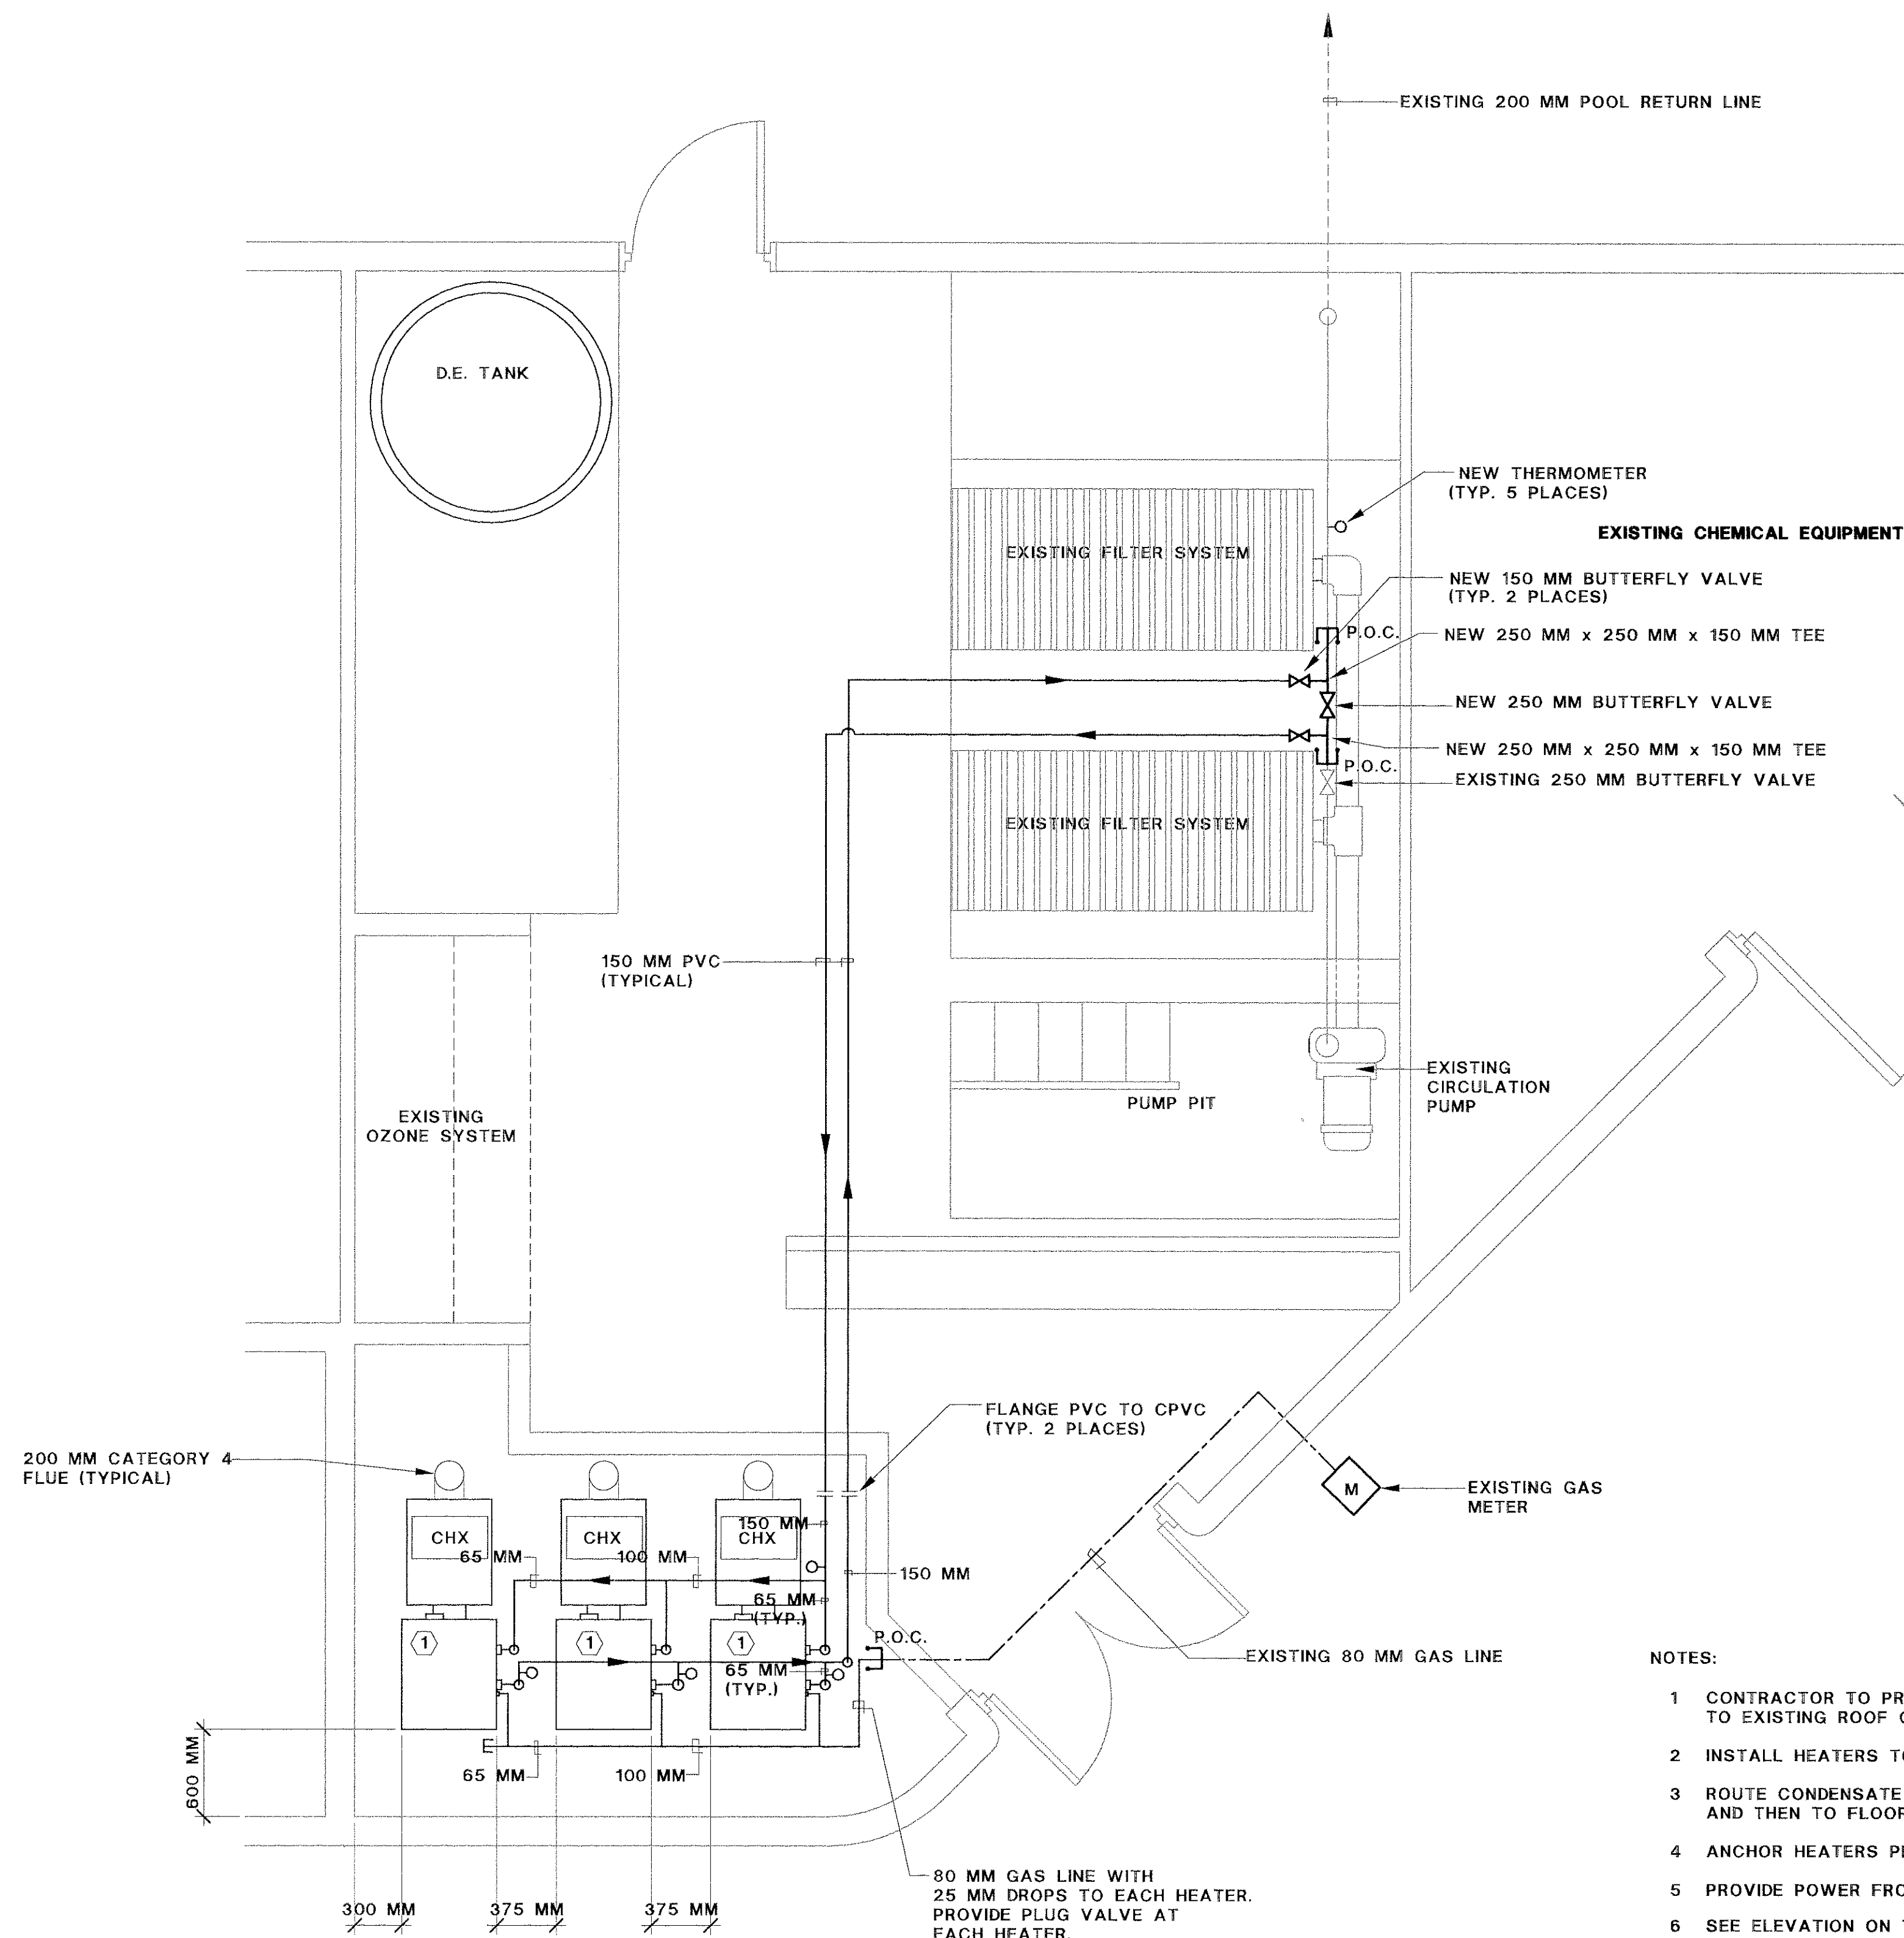 EXISTING 200 MM POOL RETURN LINE
D.E. TANK
NEW THERMOMETER
(TYP. 5 PLACES)
EXISTING CHEMICAL EQUIPMENT
EXISTING FILTER SYSTEM
NEW 150 MM BUTTERFLY VALVE
(TYP. 2 PLACES)
P.O.C.
NEW 250 MM x 250 MM x 150 MM TEE
NEW 250 MM BUTTERFLY VALVE
NEW 250 MM x 250 MM x 150 MM TEE
P.O.C.
EXISTING 250 MM BUTTERFLY VALVE
EXISTING FILTER SYSTEM
150 MM PVC
(TYPICAL)
EXISTING
CIRCULATION
PUMP
PUMP PIT
EXISTING
OZONE SYSTEM
FLANGE PVC TO CPVC
(TYP. 2 PLACES)
200 MM CATEGORY 4
FLUE (TYPICAL)
M
EXISTING GAS
METER
150 MM
CHX
CHX
CHX
65 MM
100 MM
150 MM
65 MM
(TYP.)
1
1
1
P.O.C.
EXISTING 80 MM GAS LINE
65 MM
(TYP.)
600 MM
65 MM
100 MM
300 MM
375 MM
375 MM
80 MM GAS LINE WITH
25 MM DROPS TO EACH HEATER.
PROVIDE PLUG VALVE AT
EACH HEATER.
NOTES:
1 CONTRACTOR TO PR
TO EXISTING ROOF
2 INSTALL HEATERS T
3 ROUTE CONDENSATE
AND THEN TO FLOOR
4 ANCHOR HEATERS P
5 PROVIDE POWER FRO
6 SEE ELEVATION ON